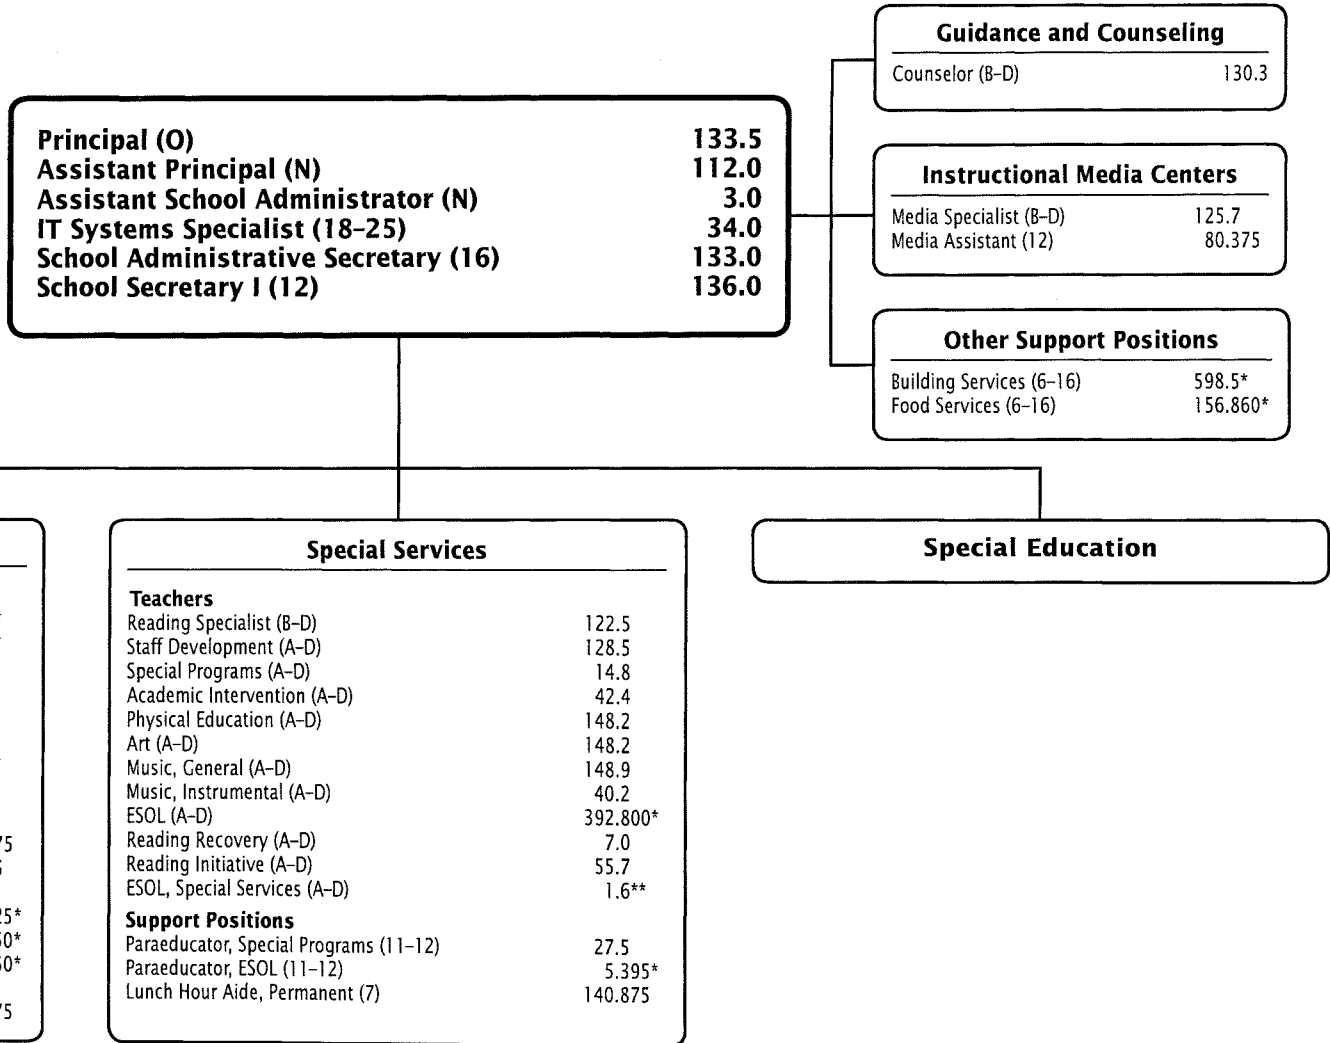 Guidance and Counseling
Counselor (B–D) 130.3
Principal (O) 133.5
Assistant Principal (N) 112.0
Assistant School Administrator (N) 3.0
IT Systems Specialist (18–25) 34.0
School Administrative Secretary (16) 133.0
School Secretary I (12) 136.0
Instructional Media Centers
Media Specialist (B–D) 125.7
Media Assistant (12) 80.375
Other Support Positions
Building Services (6–16) 598.5*
Food Services (6–16) 156.860*
Special Services
Teachers
Reading Specialist (B–D) 122.5
Staff Development (A–D) 128.5
Special Programs (A–D) 14.8
Academic Intervention (A–D) 42.4
Physical Education (A–D) 148.2
Art (A–D) 148.2
Music, General (A–D) 148.9
Music, Instrumental (A–D) 40.2
ESOL (A–D) 392.800*
Reading Recovery (A–D) 7.0
Reading Initiative (A–D) 55.7
ESOL, Special Services (A–D) 1.6**
Support Positions
Paraeducator, Special Programs (11–12) 27.5
Paraeducator, ESOL (11–12) 5.395*
Lunch Hour Aide, Permanent (7) 140.875
Special Education